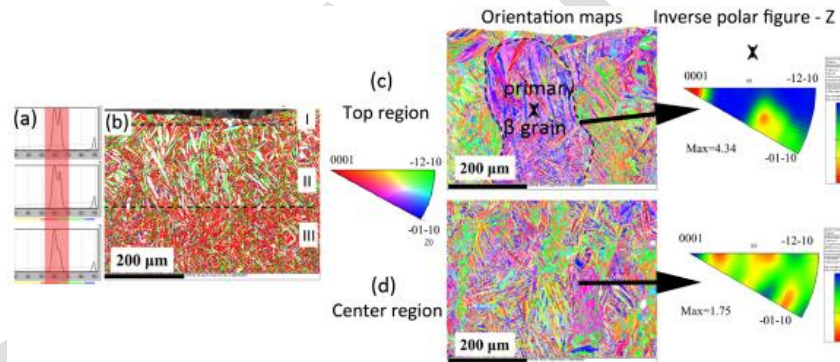 Orientation maps
Inverse polar figure - Z
(a)
(b)
I
II
III
200 µm
(c)
Top region
0001
-12-10
-01-10
Z0
primary
β grain
200 µm
0001
-12-10
-01-10
Max=4.34
(d)
Center region
200 µm
0001
-12-10
-01-10
Max=1.75